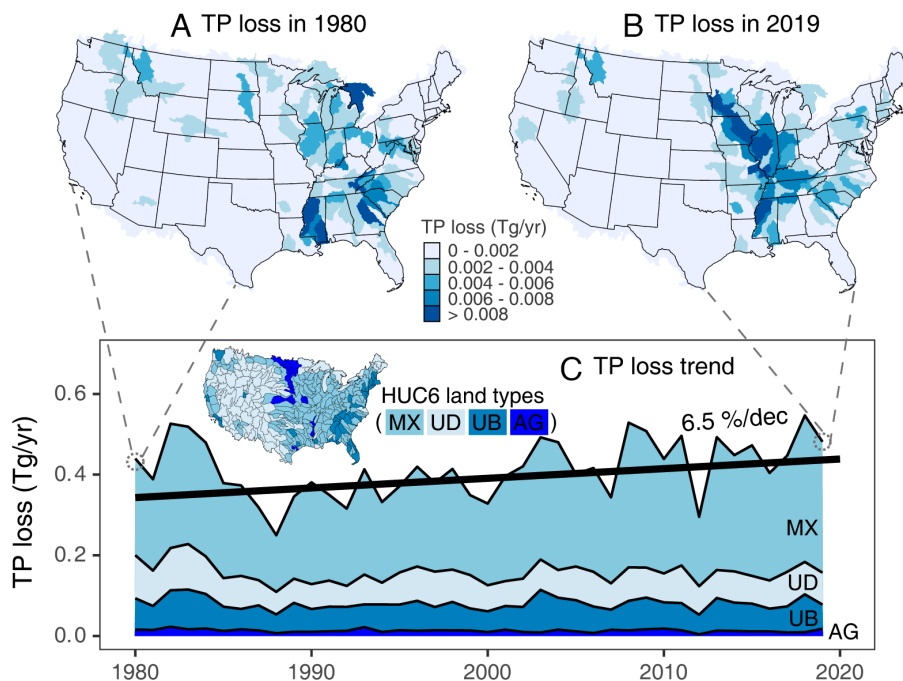 A TP loss in 1980
B TP loss in 2019
TP loss (Tg/yr)
0 - 0.002
0.002 - 0.004
0.004 - 0.006
0.006 - 0.008
> 0.008
C TP loss trend
HUC6 land types
( MX UD UB AG )
6.5 %/dec
TP loss (Tg/yr)
0.6
0.4
0.2
0.0
MX
UD
UB
AG
1980 1990 2000 2010 2020